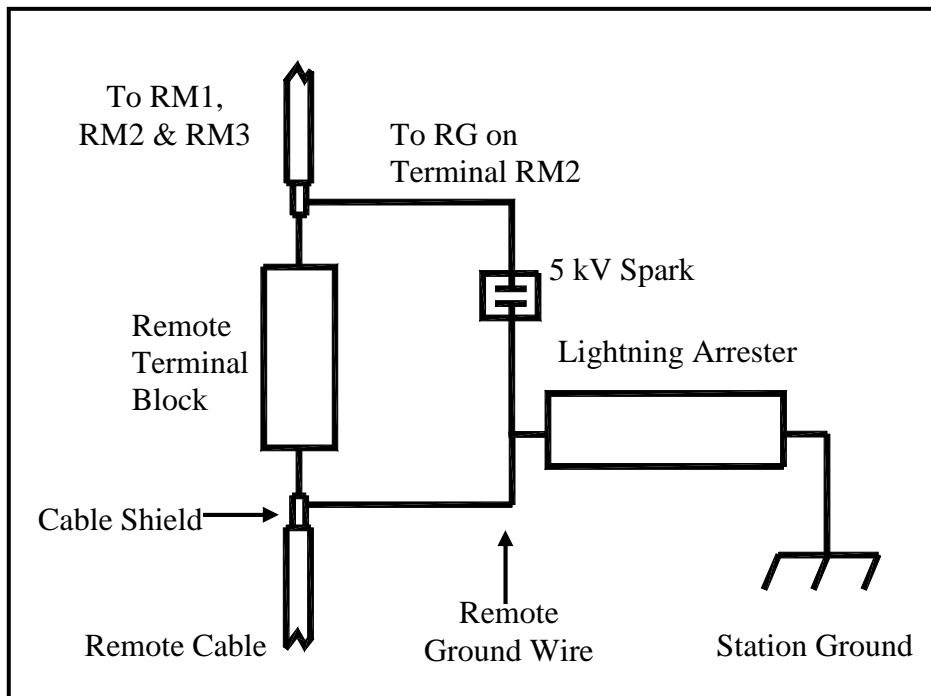 To RM1,
RM2 & RM3
To RG on
Terminal RM2
5 kV Spark
Remote
Terminal
Block
Lightning Arrester
Cable Shield
Remote Cable
Remote
Ground Wire
Station Ground